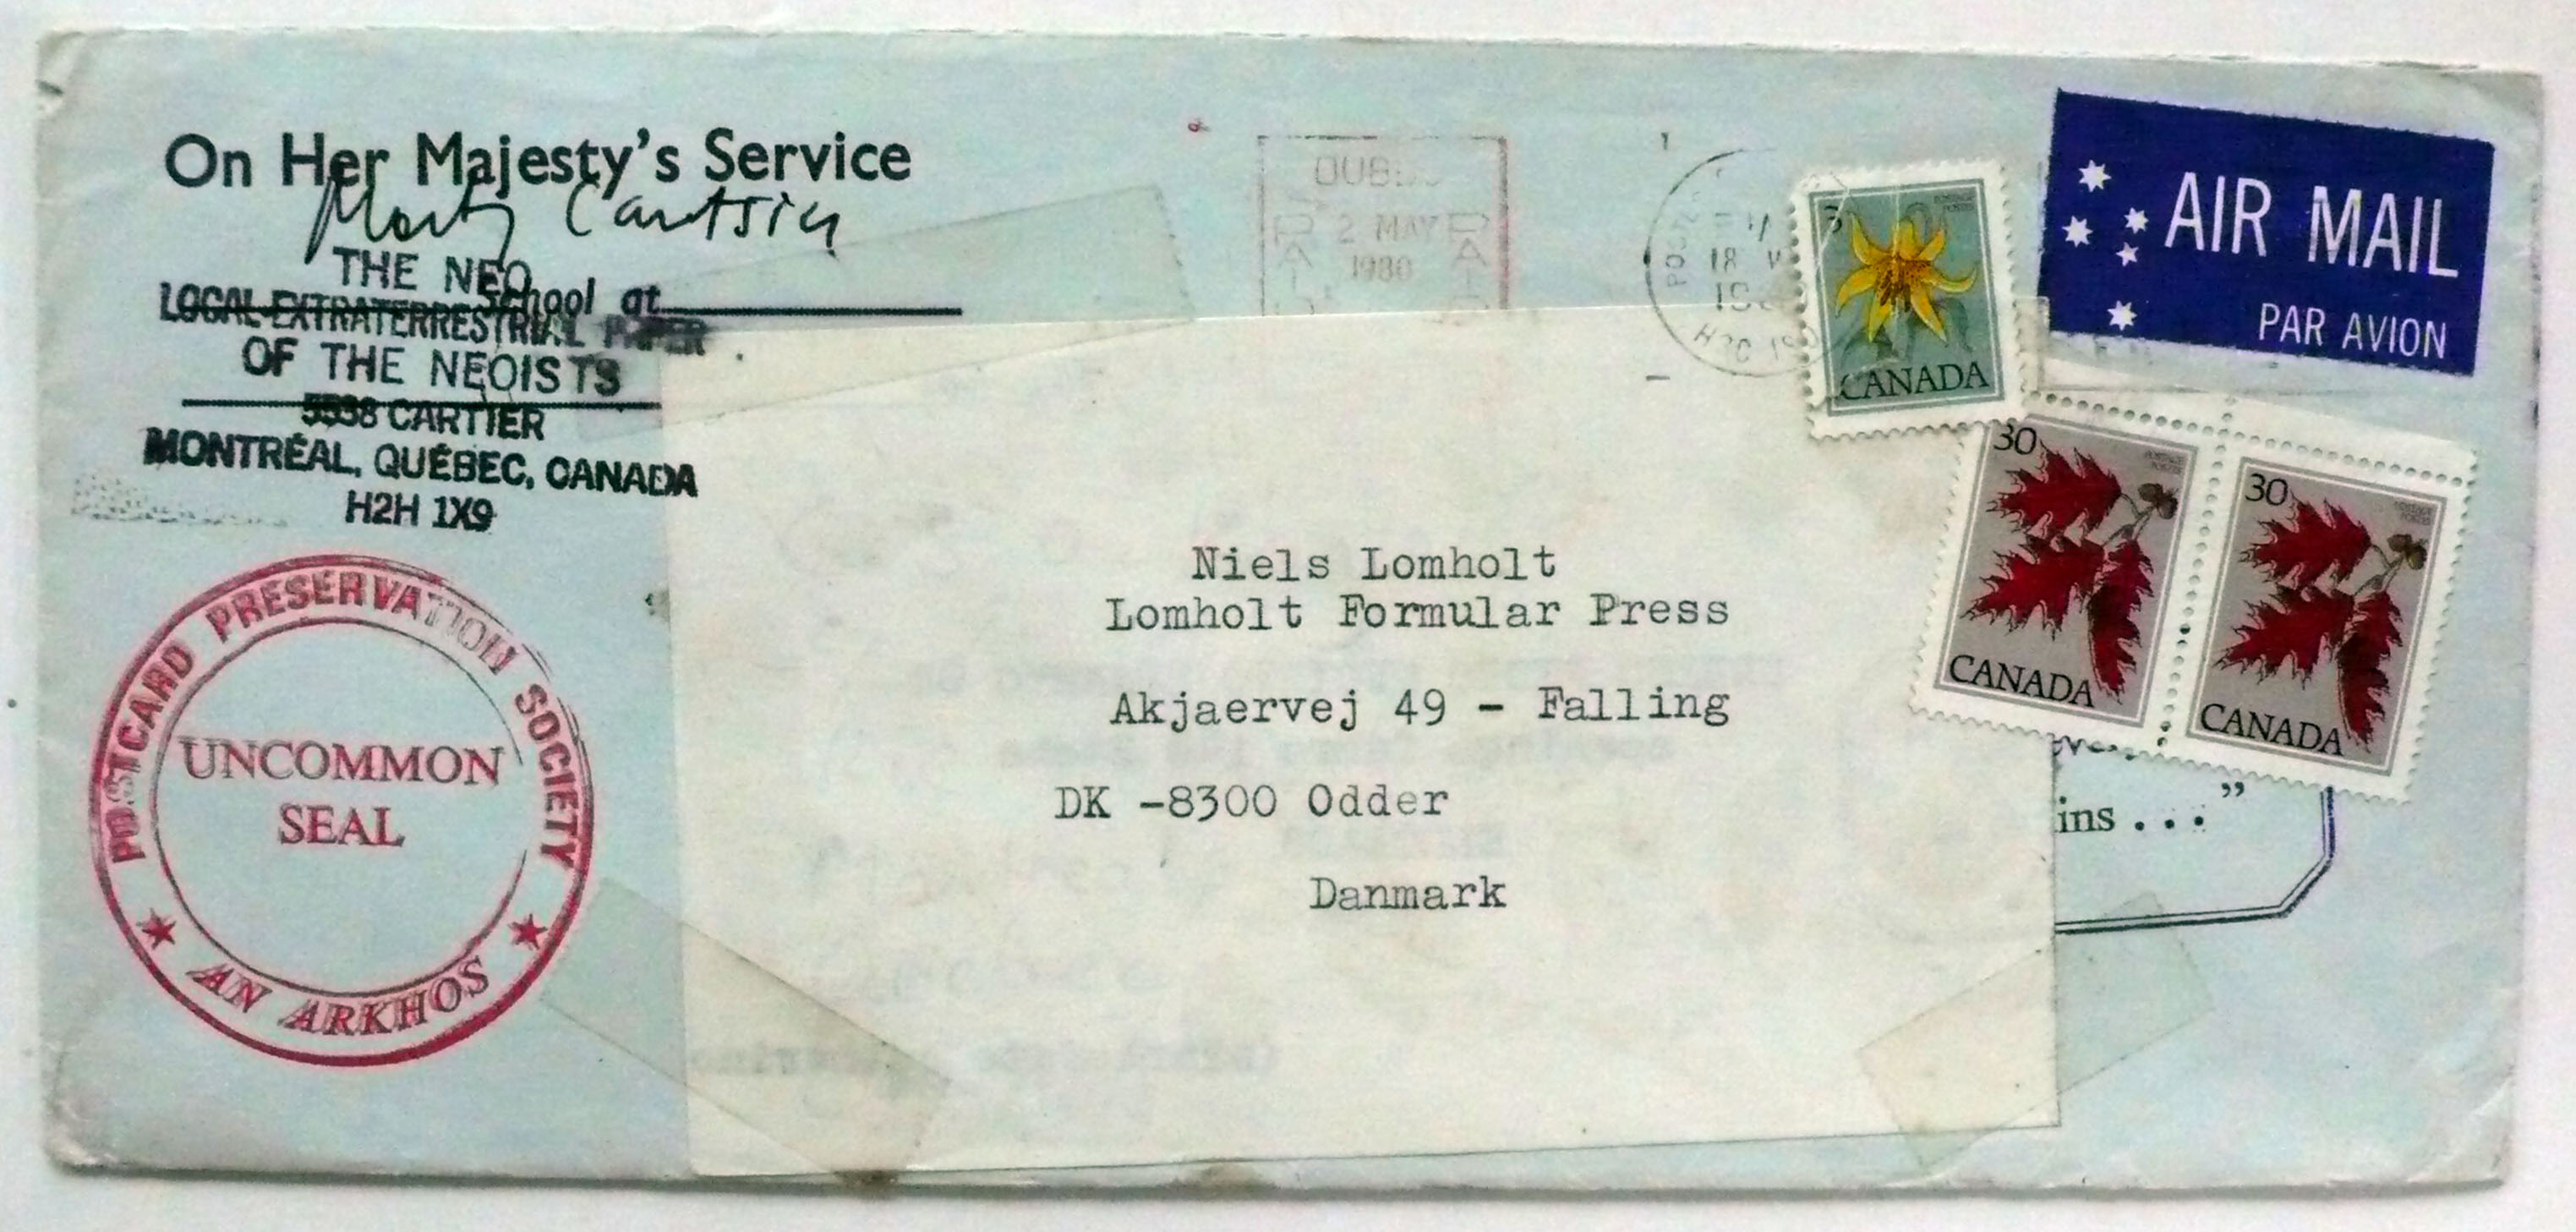 On Her Majesty's Service
Monty Cantsin
THE NEO
School at
LOCAL EXTRATERRESTRIAL PAPER
OF THE NEOISTS
5538 CARTIER
MONTRÉAL, QUÉBEC, CANADA
H2H 1X9
POSTCARD PRESERVATION SOCIETY
UNCOMMON
SEAL
★ AN ARKHOS ★
2 MAY
1980
18
CANADA
AIR MAIL
PAR AVION
30
CANADA
30
CANADA
Niels Lomholt
Lomholt Formular Press
Akjaervej 49 - Falling
DK -8300 Odder
Danmark
ins . . .”